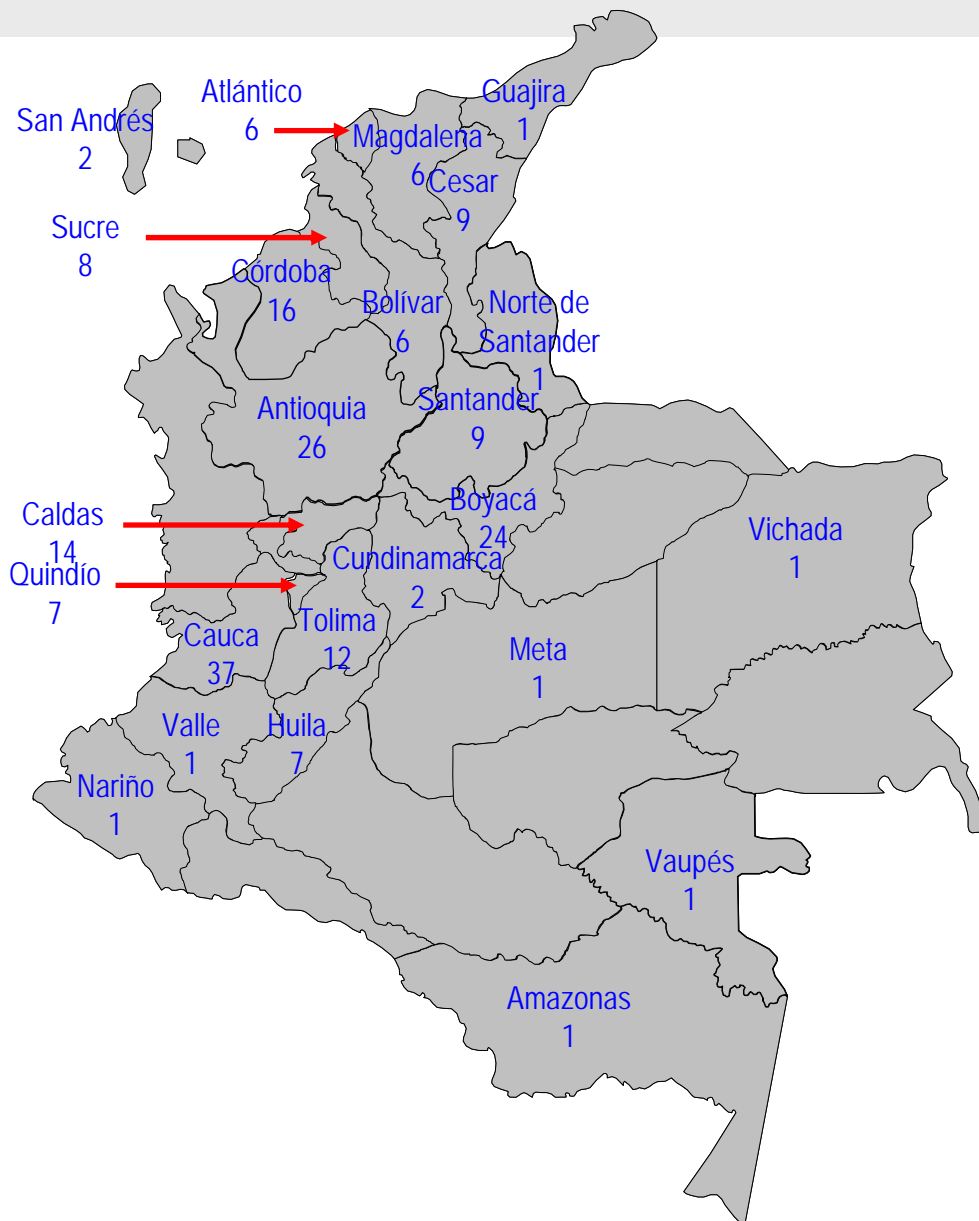 Atlántico
6
Guajira
1
San Andrés
2
Magdalena
6
Cesar
9
Sucre
8
Córdoba
16
Bolívar
6
Norte de
Santander
1
Santander
9
Antioquia
26
Boyacá
24
Caldas
14
Vichada
1
Cundinamarca
2
Quindío
7
Tolima
12
Cauca
37
Meta
1
Valle
1
Huila
7
Nariño
1
Vaupés
1
Amazonas
1